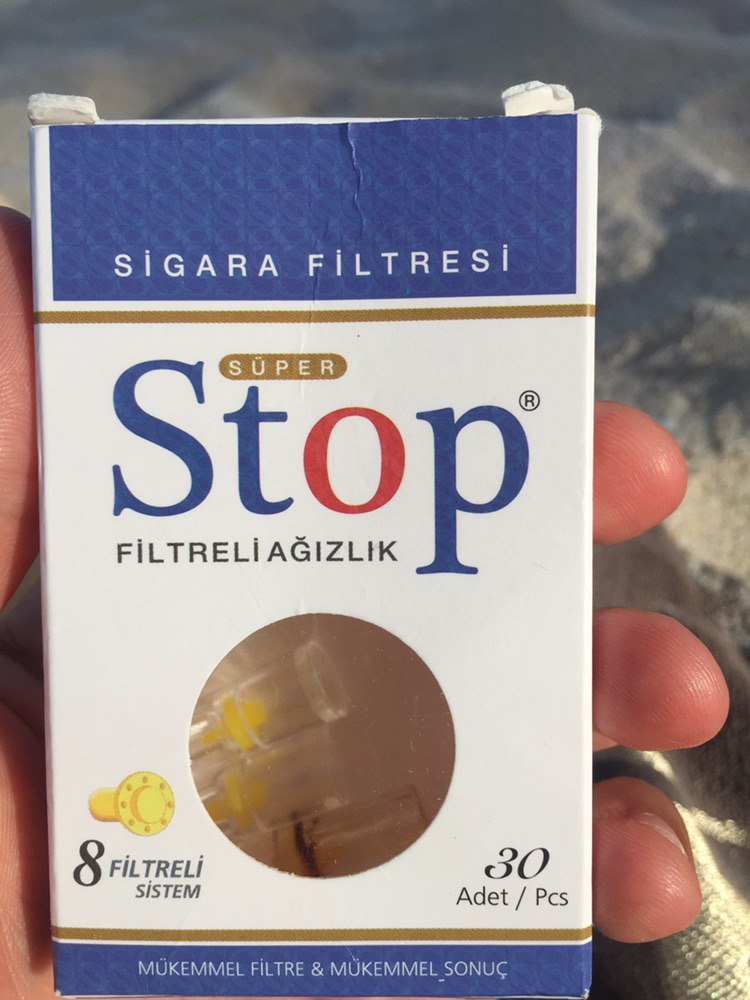 SİGARA FİLTRESİ
SÜPER
Stop®
FİLTRELİ AĞIZLIK
8 FİLTRELİ
SİSTEM
30
Adet / Pcs
MÜKEMMEL FİLTRE & MÜKEMMEL SONUÇ